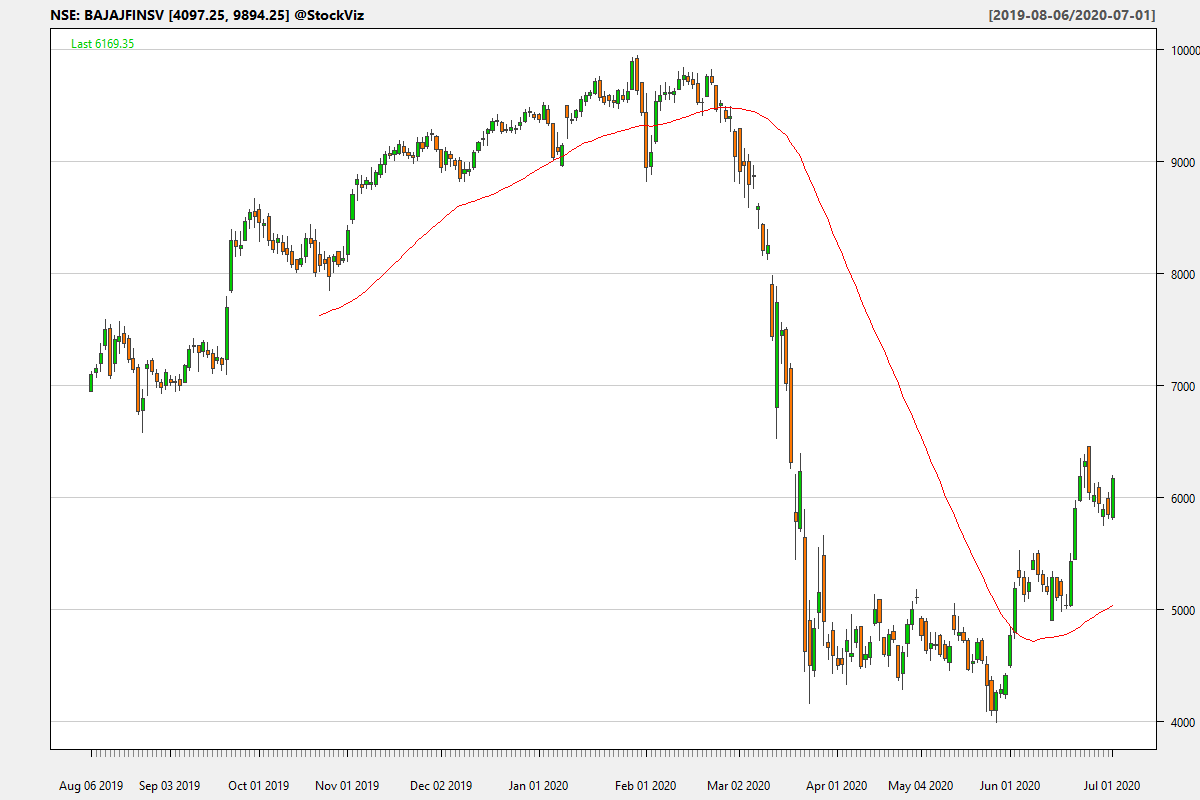 NSE: BAJAJFINSV [4097.25, 9894.25] @StockViz
[2019-08-06/2020-07-01]
Last 6169.35
10000
9000
8000
7000
6000
5000
4000
Aug 06 2019 Sep 03 2019 Oct 01 2019 Nov 01 2019 Dec 02 2019 Jan 01 2020 Feb 01 2020 Mar 02 2020 Apr 01 2020 May 04 2020 Jun 01 2020 Jul 01 2020